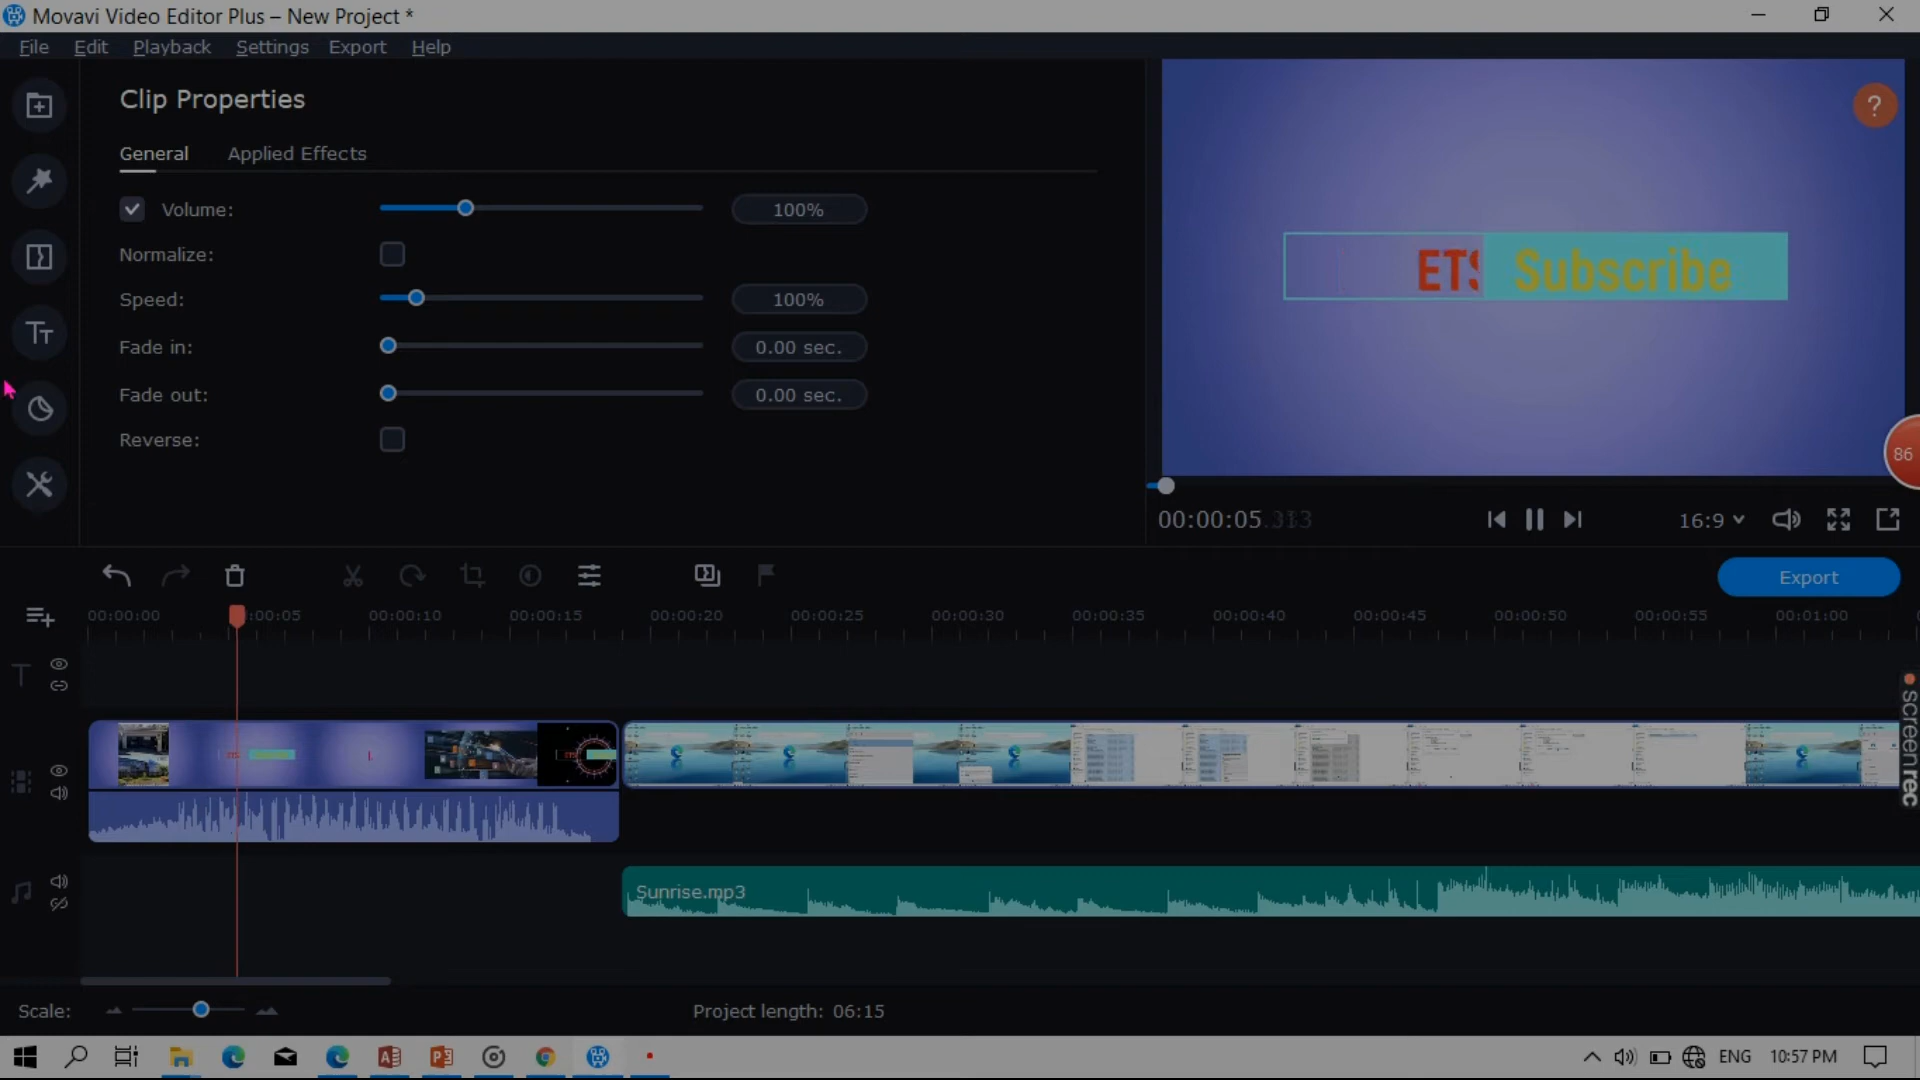 Movavi Video Editor Plus – New Project *
File Edit Playback Settings Export Help
Clip Properties
General Applied Effects
Volume: 100%
Normalize:
Speed: 100%
Fade in: 0.00 sec.
Fade out: 0.00 sec.
Reverse:
?
ETS Subscribe
86
00:00:05
16:9
Export
00:00:00 :00:05 00:00:10 00:00:15 00:00:20 00:00:25 00:00:30 00:00:35 00:00:40 00:00:45 00:00:50 00:00:55 00:01:00
screenrec
Sunrise.mp3
Scale: Project length: 06:15
ENG 10:57 PM